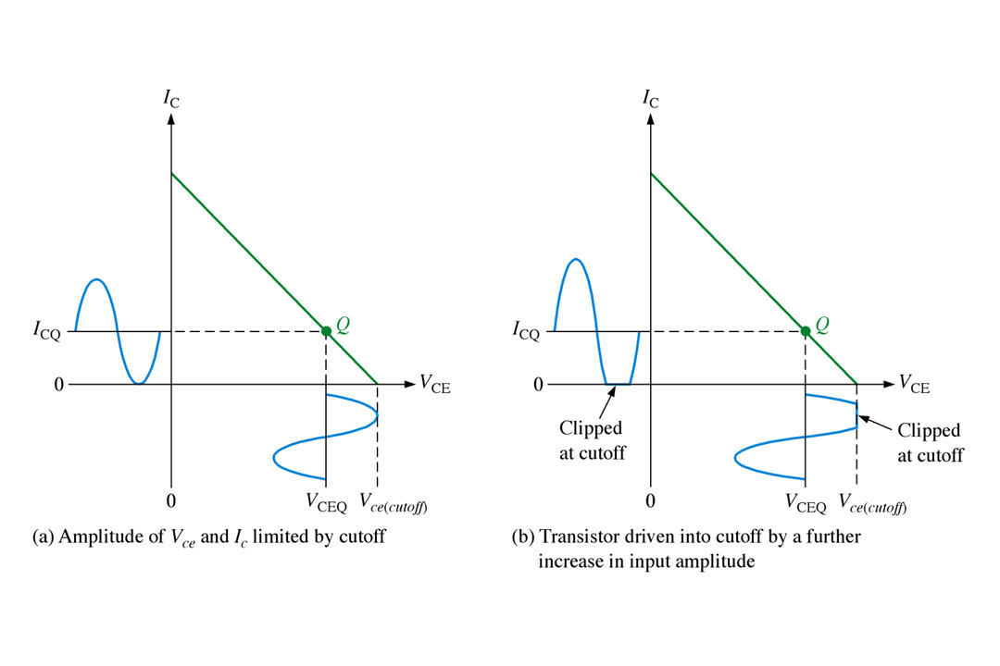 I_C
I_CQ
Q
0
V_CE
0
V_CEQ
V_ce(cutoff)
(a) Amplitude of V_ce and I_c limited by cutoff
I_C
I_CQ
Q
0
V_CE
Clipped
at cutoff
Clipped
at cutoff
0
V_CEQ
V_ce(cutoff)
(b) Transistor driven into cutoff by a further
increase in input amplitude